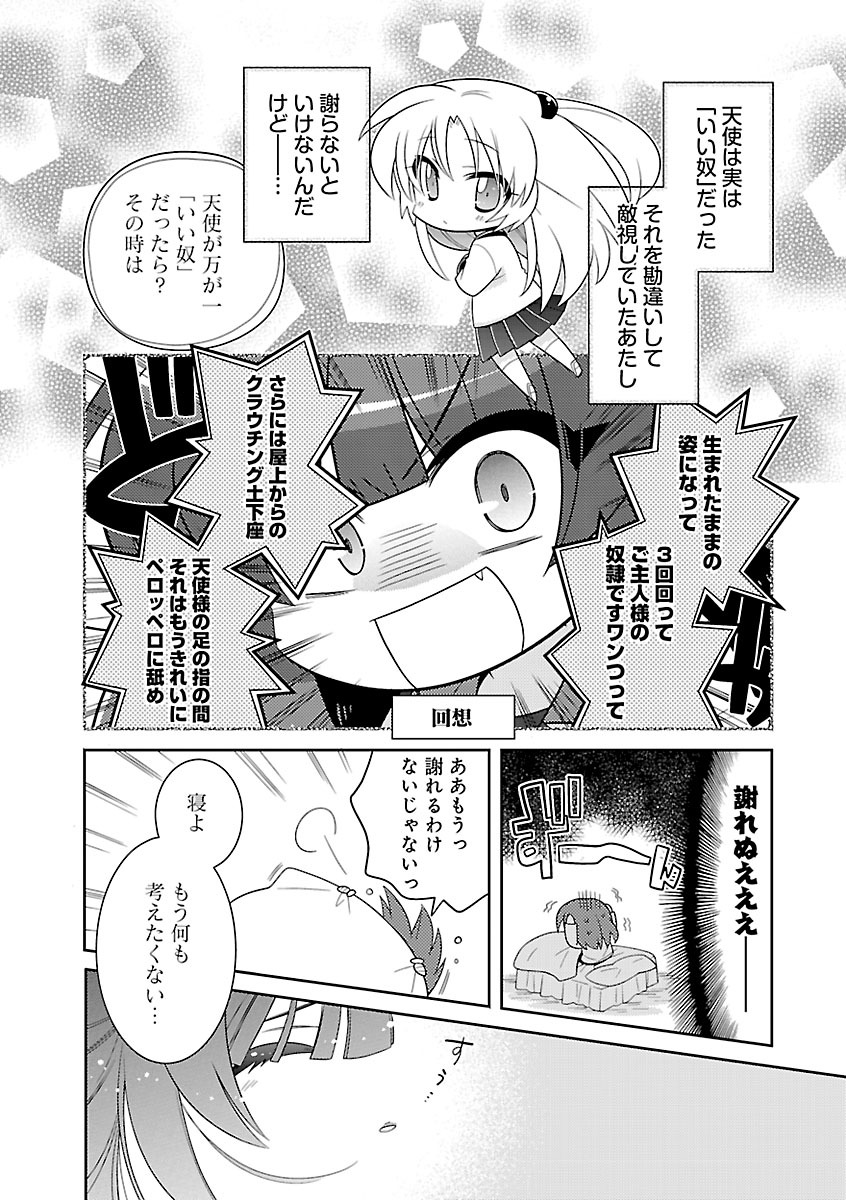 天使は実は
「いい奴」だった
それを勘違いして
敵視していたあたし
謝らないと
いけないんだ
けど――…
天使が万が一
「いい奴」
だったら？
その時は
生まれたままの
姿になって
３回回って
ご主人様の
奴隷ですワンつって
さらには屋上からの
クラウチング土下座
天使様の足の指の間
それはもうきれいに
ペロッペロに舐め
回想
謝れぬえええ――
ああもうっ
謝れるわけ
ないじゃないっ
寝よ
もう何も
考えたくない…
すぅ…